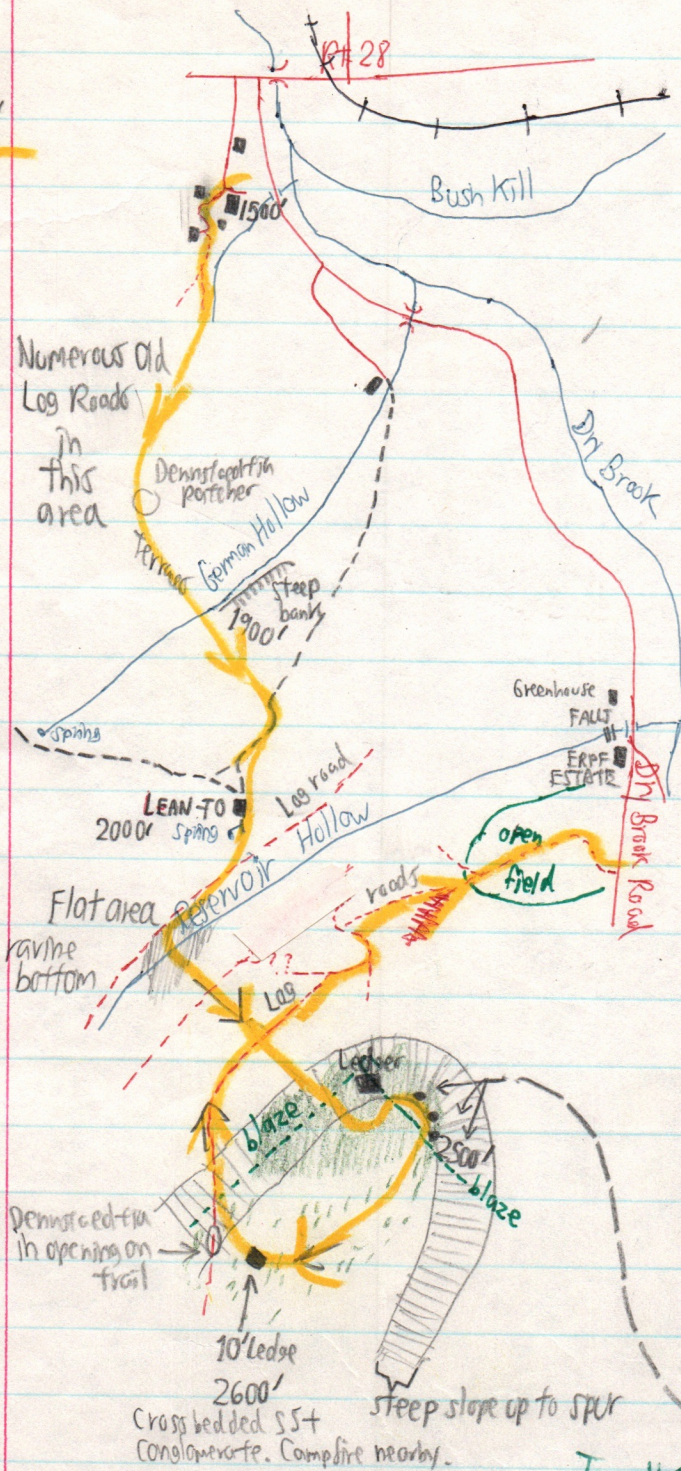 Rt 28
Bush Kill
1500'
Numerous Old
Log Roads
in
this
area
Dennstaedtia
patches
Dry Brook
German Hollow
Terraces
steep
bank
1900'
spring
Greenhouse
FALLS
ERPF
ESTATE
Dry Brook Road
Log road
LEAN-TO
2000'
spring
Reservoir Hollow
open
field
Flat area
ravine
bottom
roads
??
Log
Ledges
blaze
2500'
blaze
Dennstaedtia
in opening on
trail
10' Ledge
2600'
Crossbedded SS +
Conglomerate. Campfire nearby.
steep slope up to spur